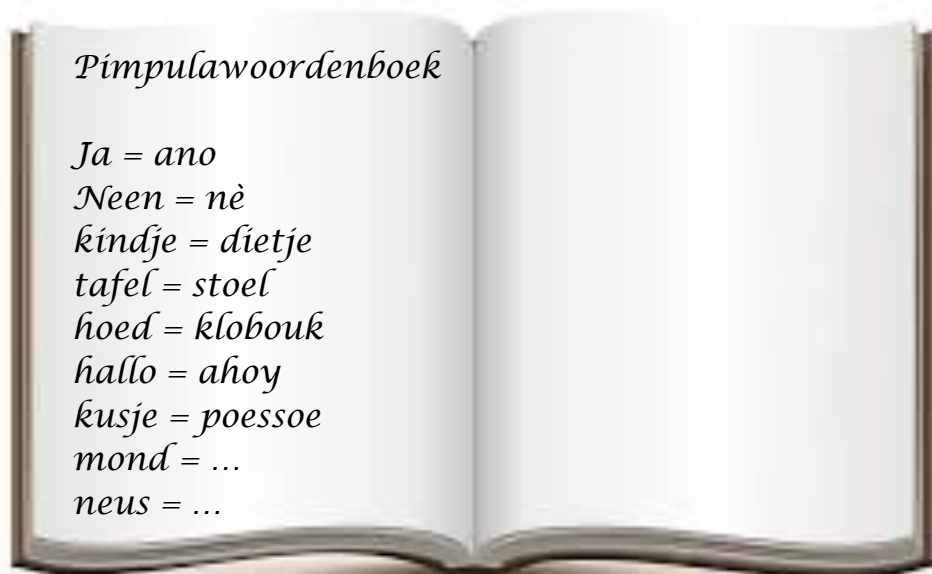 Pimpulawoordenboek
Ja = ano
Neen = nè
kindje = dietje
tafel = stoel
hoed = klobouk
hallo = ahoy
kusje = poessoe
mond = ...
neus = ...